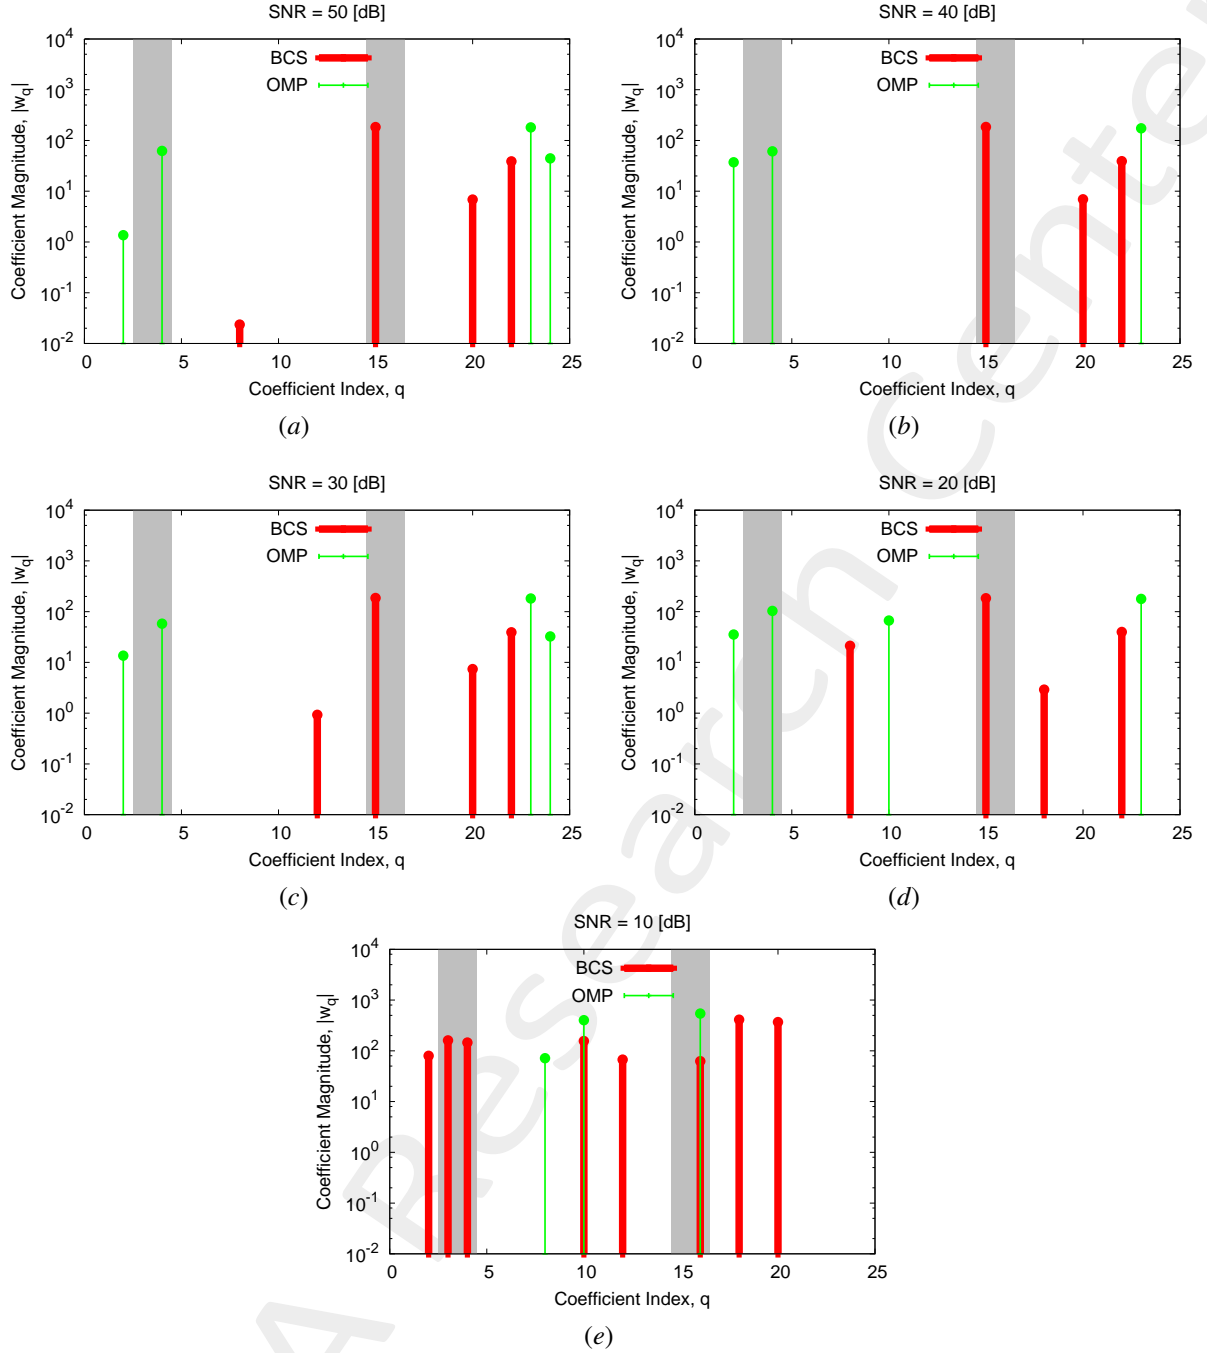 SNR = 50 [dB]
Coefficient Magnitude, |w_q|
10^4
10^3
10^2
10^1
10^0
10^-1
10^-2
BCS
OMP
0 5 10 15 20 25
Coefficient Index, q
(a)
SNR = 40 [dB]
Coefficient Magnitude, |w_q|
10^4
10^3
10^2
10^1
10^0
10^-1
10^-2
BCS
OMP
0 5 10 15 20 25
Coefficient Index, q
(b)
SNR = 30 [dB]
Coefficient Magnitude, |w_q|
10^4
10^3
10^2
10^1
10^0
10^-1
10^-2
BCS
OMP
0 5 10 15 20 25
Coefficient Index, q
(c)
SNR = 20 [dB]
Coefficient Magnitude, |w_q|
10^4
10^3
10^2
10^1
10^0
10^-1
10^-2
BCS
OMP
0 5 10 15 20 25
Coefficient Index, q
(d)
SNR = 10 [dB]
Coefficient Magnitude, |w_q|
10^4
10^3
10^2
10^1
10^0
10^-1
10^-2
BCS
OMP
0 5 10 15 20 25
Coefficient Index, q
(e)
A Research Cente